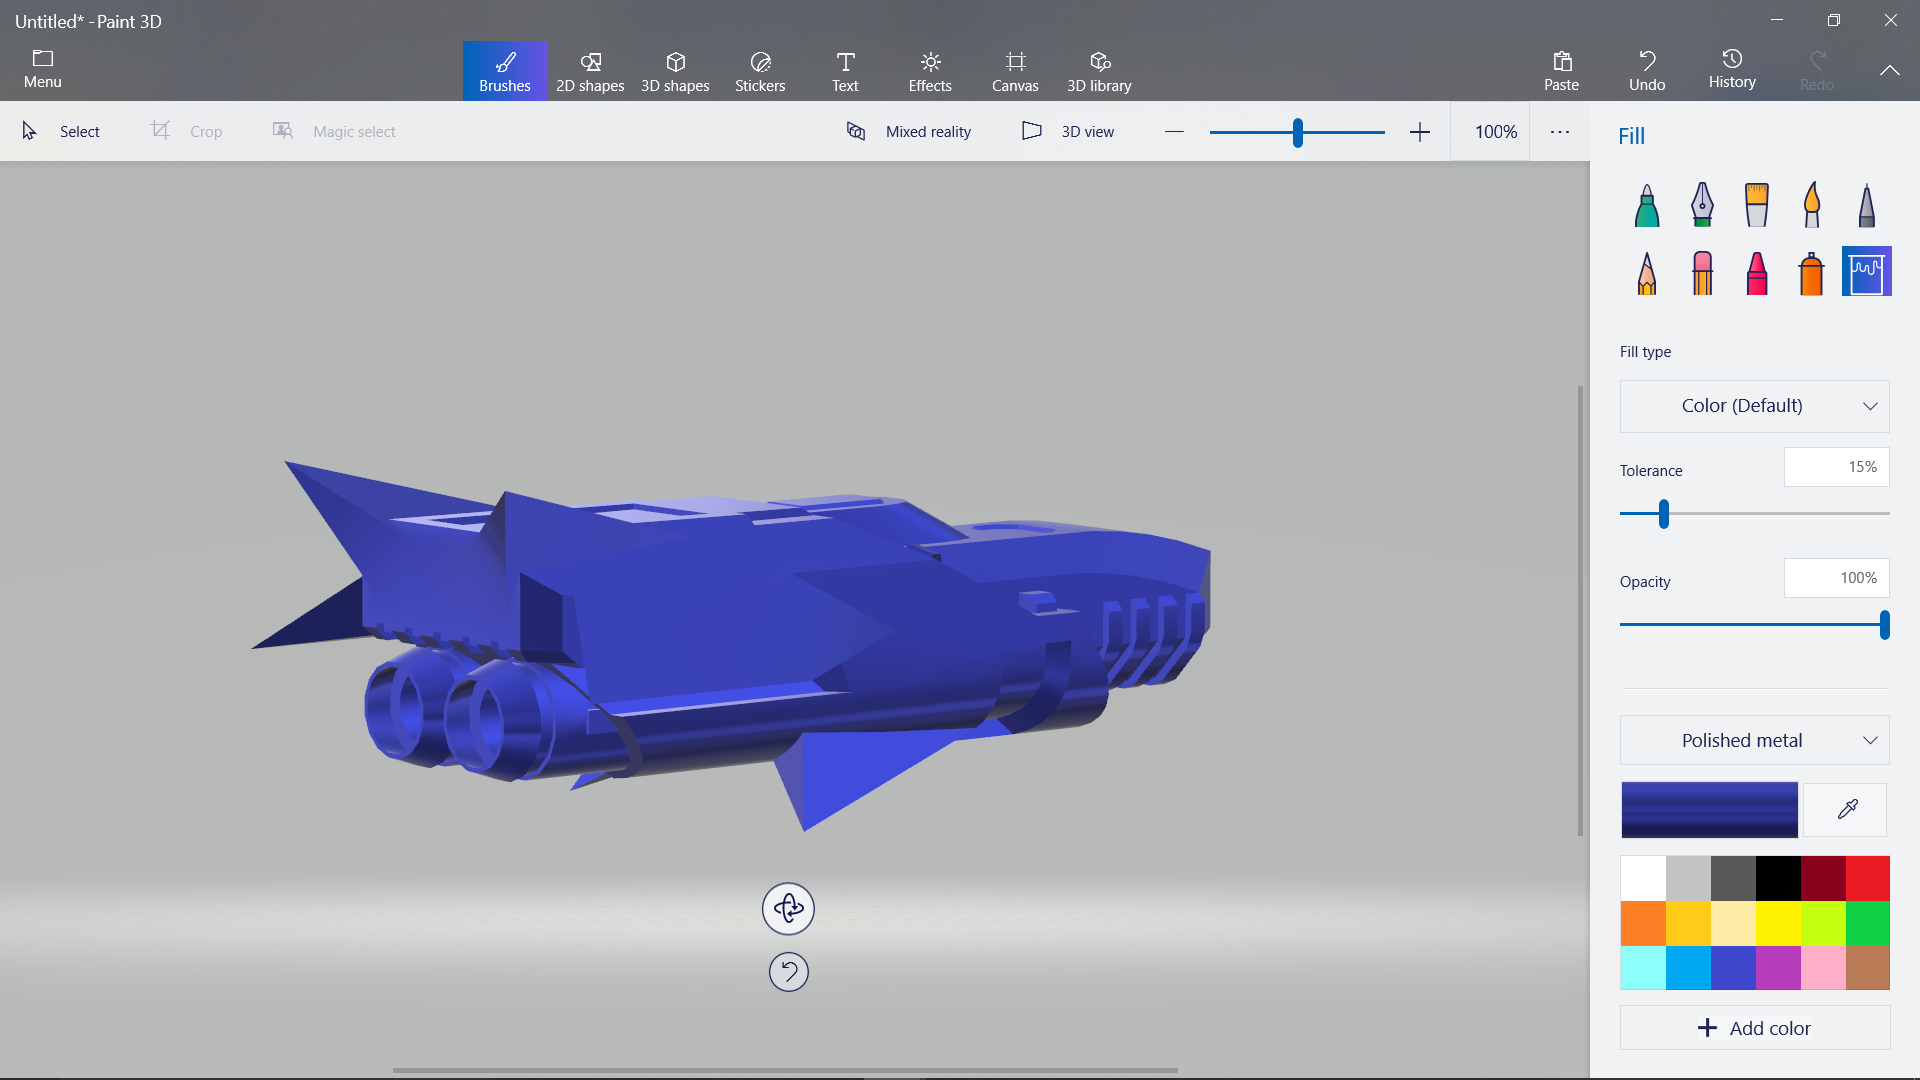 Untitled* - Paint 3D
Menu
Brushes
2D shapes
3D shapes
Stickers
Text
Effects
Canvas
3D library
Paste
Undo
History
Redo
Select
Crop
Magic select
Mixed reality
3D view
100%
Fill
Fill type
Color (Default)
Tolerance
15%
Opacity
100%
Polished metal
Add color